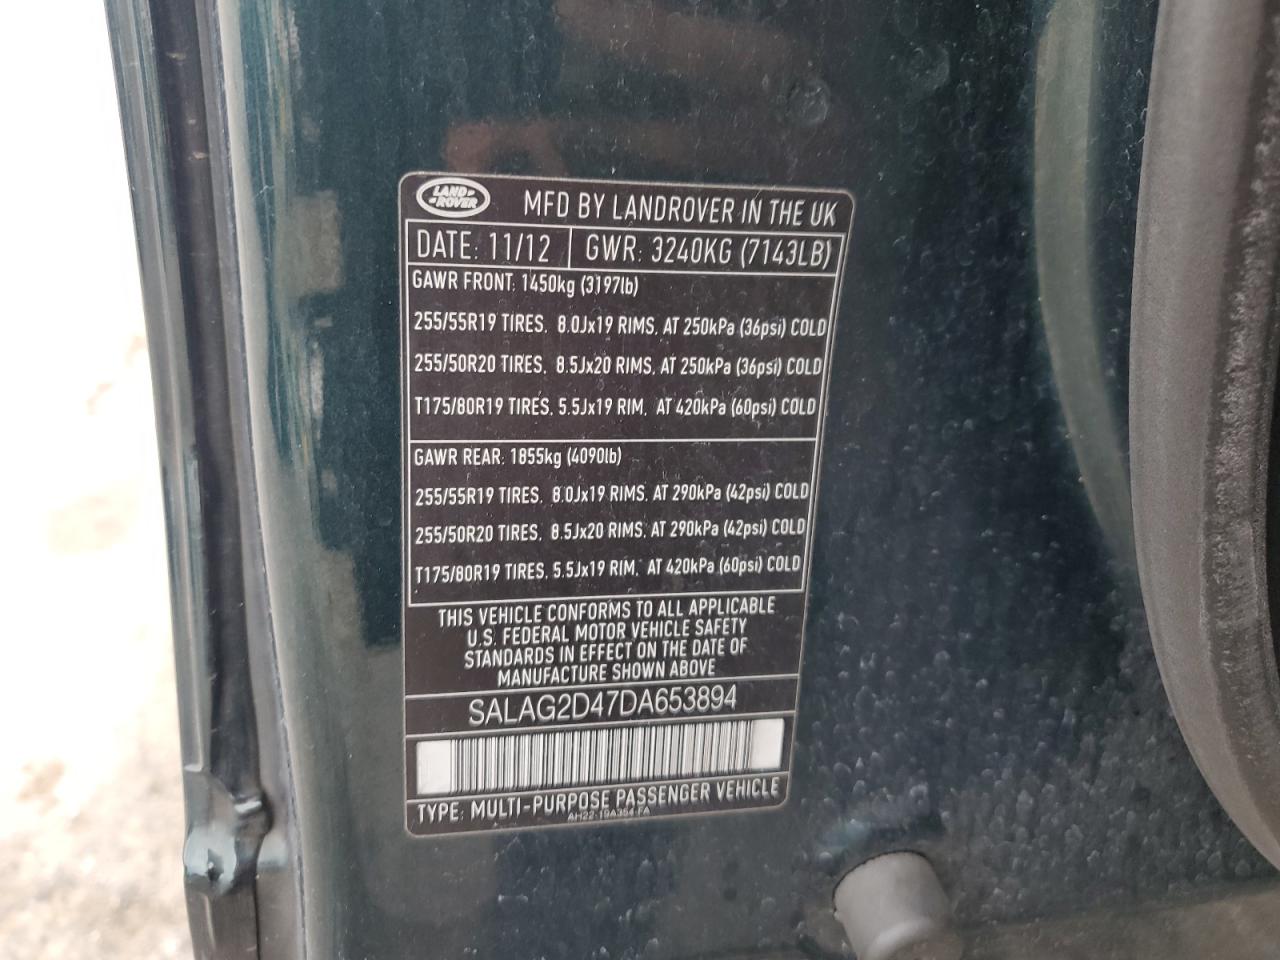 LAND-
-ROVER
MFD BY LANDROVER IN THE UK
DATE: 11/12 GWR: 3240KG (7143LB)
GAWR FRONT: 1450kg (3197lb)
255/55R19 TIRES, 8.0Jx19 RIMS, AT 250kPa (36psi) COLD
255/50R20 TIRES, 8.5Jx20 RIMS, AT 250kPa (36psi) COLD
T175/80R19 TIRES, 5.5Jx19 RIM, AT 420kPa (60psi) COLD
GAWR REAR: 1855kg (4090lb)
255/55R19 TIRES, 8.0Jx19 RIMS, AT 290kPa (42psi) COLD
255/50R20 TIRES, 8.5Jx20 RIMS, AT 290kPa (42psi) COLD
T175/80R19 TIRES, 5.5Jx19 RIM, AT 420kPa (60psi) COLD
THIS VEHICLE CONFORMS TO ALL APPLICABLE
U.S. FEDERAL MOTOR VEHICLE SAFETY
STANDARDS IN EFFECT ON THE DATE OF
MANUFACTURE SHOWN ABOVE
SALAG2D47DA653894
TYPE: MULTI-PURPOSE PASSENGER VEHICLE
AH22-19A354-FA